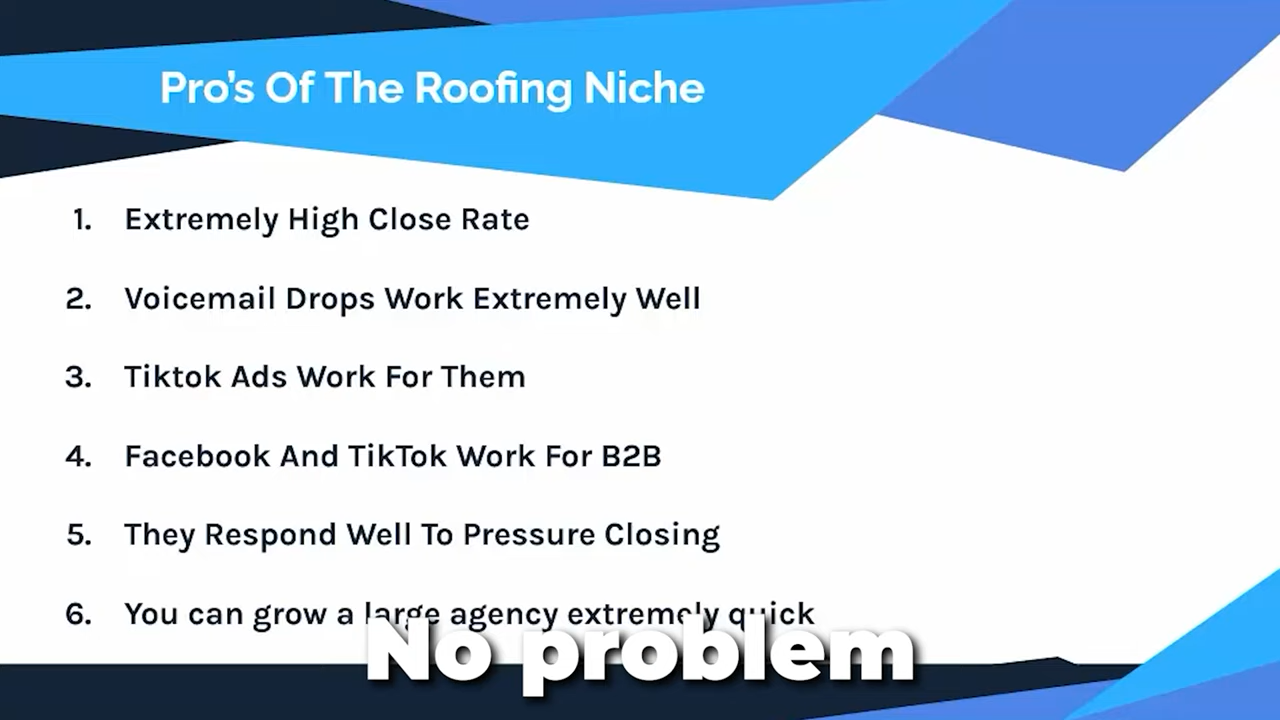 Pro's Of The Roofing Niche
1. Extremely High Close Rate
2. Voicemail Drops Work Extremely Well
3. Tiktok Ads Work For Them
4. Facebook And TikTok Work For B2B
5. They Respond Well To Pressure Closing
6. You can grow a large agency extremely quick
No problem